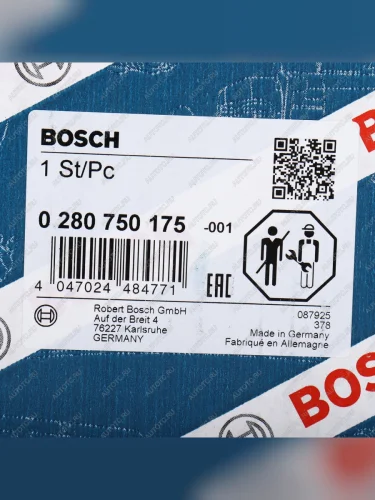 BOSCH
1 St/Pc
0 280 750 175 -001
4 047024 484771
EAC
Robert Bosch GmbH
Auf der Breit 4
76227 Karlsruhe
GERMANY
087925
378
Made in Germany
Fabriqué en Allemagne
BOSCH